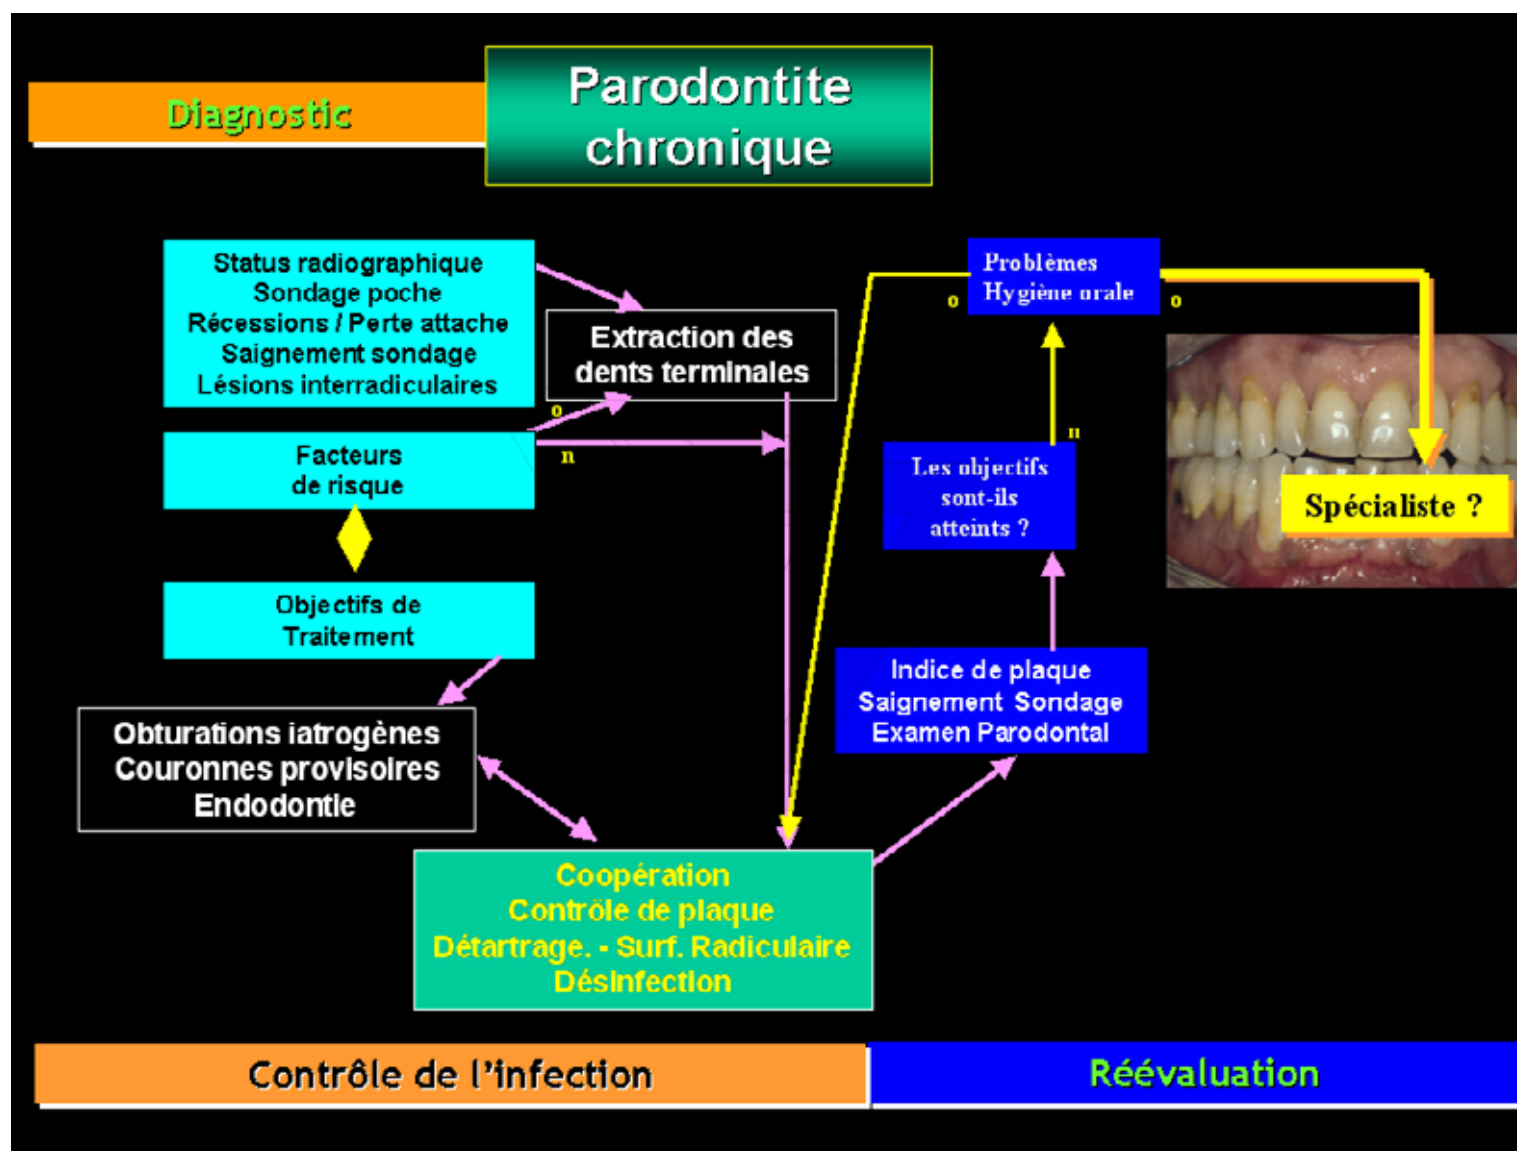 Diagnostic
Parodontite
chronique
Status radiographique
Sondage poche
Récessions / Perte attache
Saignement sondage
Lésions interradiculaires
Extraction des
dents terminales
o
n
Facteurs
de risque
Objectifs de
Traitement
Obturations iatrogènes
Couronnes provisoires
Endodontie
Coopération
Contrôle de plaque
Détartrage. - Surf. Radiculaire
Désinfection
Indice de plaque
Saignement Sondage
Examen Parodontal
Les objectifs
sont-ils
atteints ?
n
Problèmes
Hygiène orale
o
o
Spécialiste ?
Contrôle de l'infection
Réévaluation